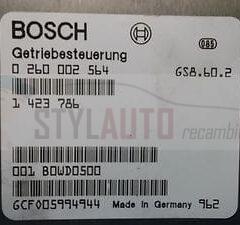 BOSCH
Getriebesteuerung
0 260 002 564 GS8.60.2
1 423 786
STYLAUTO
recambios
001 B0WD0500
GCF005994944 Made in Germany 962